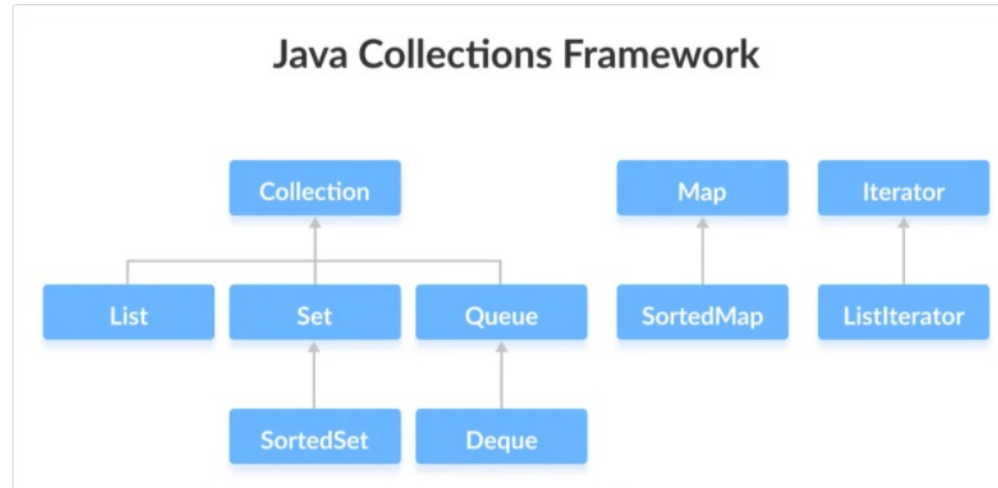 Java Collections Framework
Collection
Map
Iterator
List
Set
Queue
SortedMap
ListIterator
SortedSet
Deque